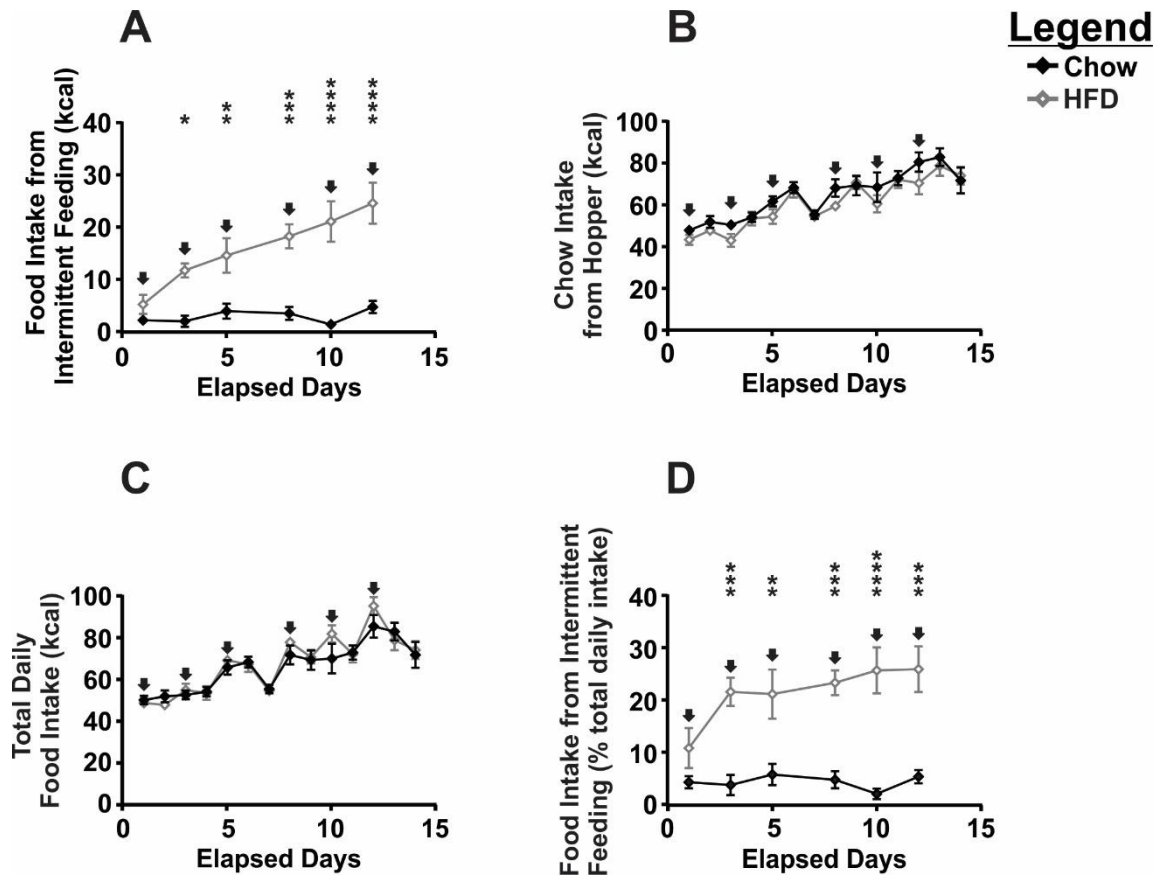 A
B
Legend
Chow
HFD
Food Intake from
Intermittent Feeding (kcal)
* ** *** **** ****
40
30
20
10
0
0 5 10 15
Elapsed Days
Chow Intake
from Hopper (kcal)
100
80
60
40
20
0
0 5 10 15
Elapsed Days
C
D
Total Daily
Food Intake (kcal)
100
80
60
40
20
0
0 5 10 15
Elapsed Days
Food Intake from Intermittent
Feeding (% total daily intake)
*** ** *** **** ***
40
30
20
10
0
0 5 10 15
Elapsed Days